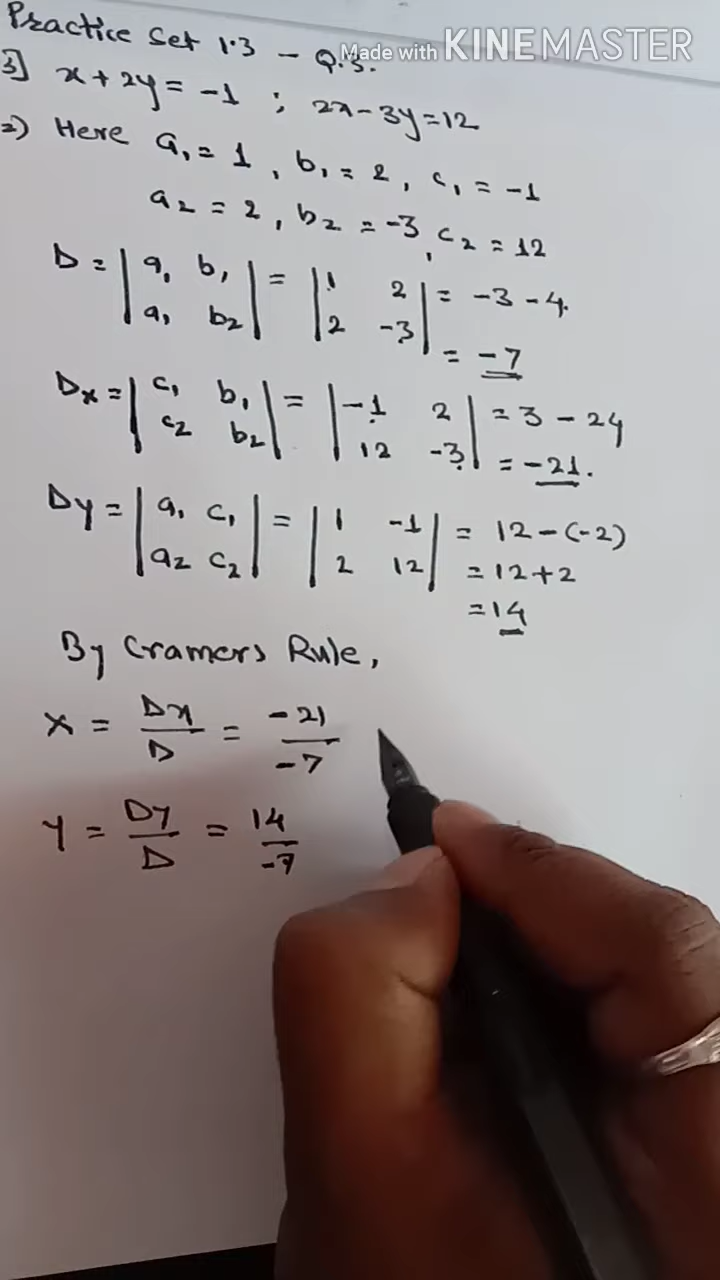 Practice Set 1.3 - Q.3.
Made with KINEMASTER
3] x + 2y = -1 ; 2x - 3y = 12
2) Here a₁ = 1 , b₁ = 2 , c₁ = -1
a₂ = 2 , b₂ = -3 , c₂ = 12
D = | a₁ b₁ | = | 1 2 | = -3 - 4
| a₁ b₂ | | 2 -3 |
= -7
Dx = | c₁ b₁ | = | -1 2 | = 3 - 24
| c₂ b₂ | | 12 -3 | = -21.
Dy = | a₁ c₁ | = | 1 -1 | = 12 - (-2)
| a₂ c₂ | | 2 12 | = 12 + 2
= 14
By Cramers Rule,
x = Dx / D = -21 / -7
y = Dy / D = 14 / -7